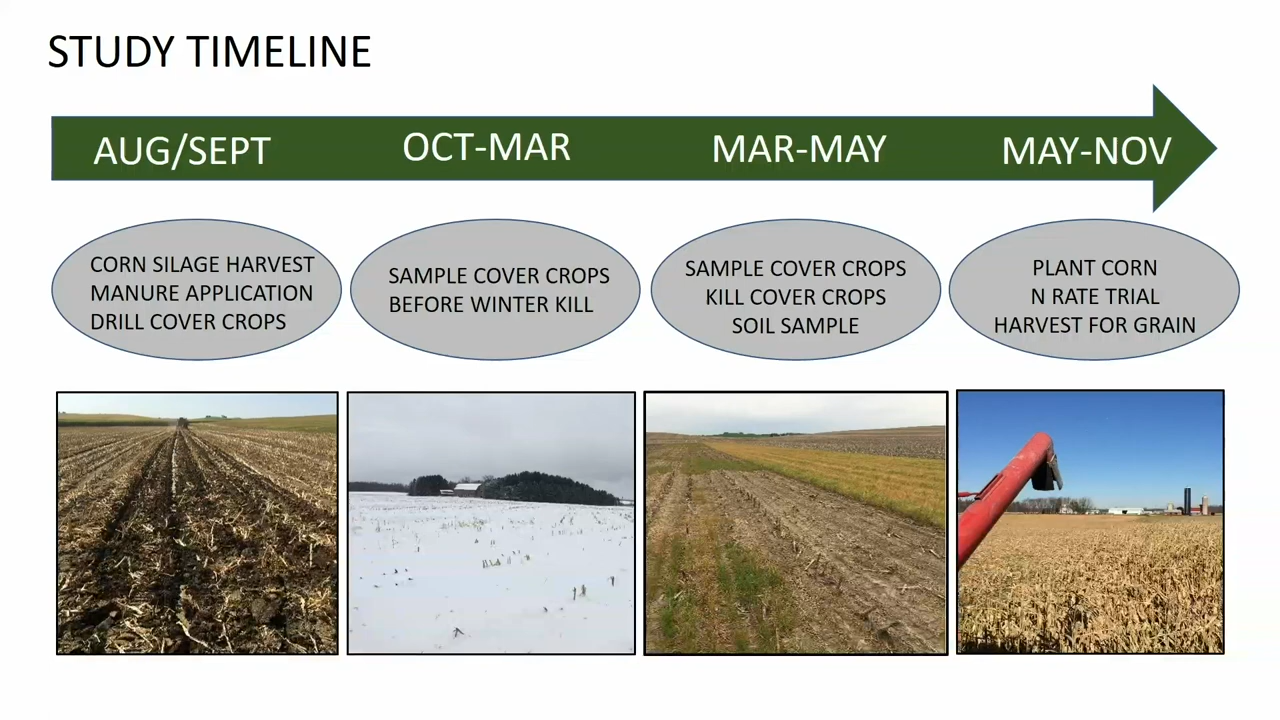 STUDY TIMELINE
AUG/SEPT
OCT-MAR
MAR-MAY
MAY-NOV
CORN SILAGE HARVEST
MANURE APPLICATION
DRILL COVER CROPS
SAMPLE COVER CROPS
BEFORE WINTER KILL
SAMPLE COVER CROPS
KILL COVER CROPS
SOIL SAMPLE
PLANT CORN
N RATE TRIAL
HARVEST FOR GRAIN